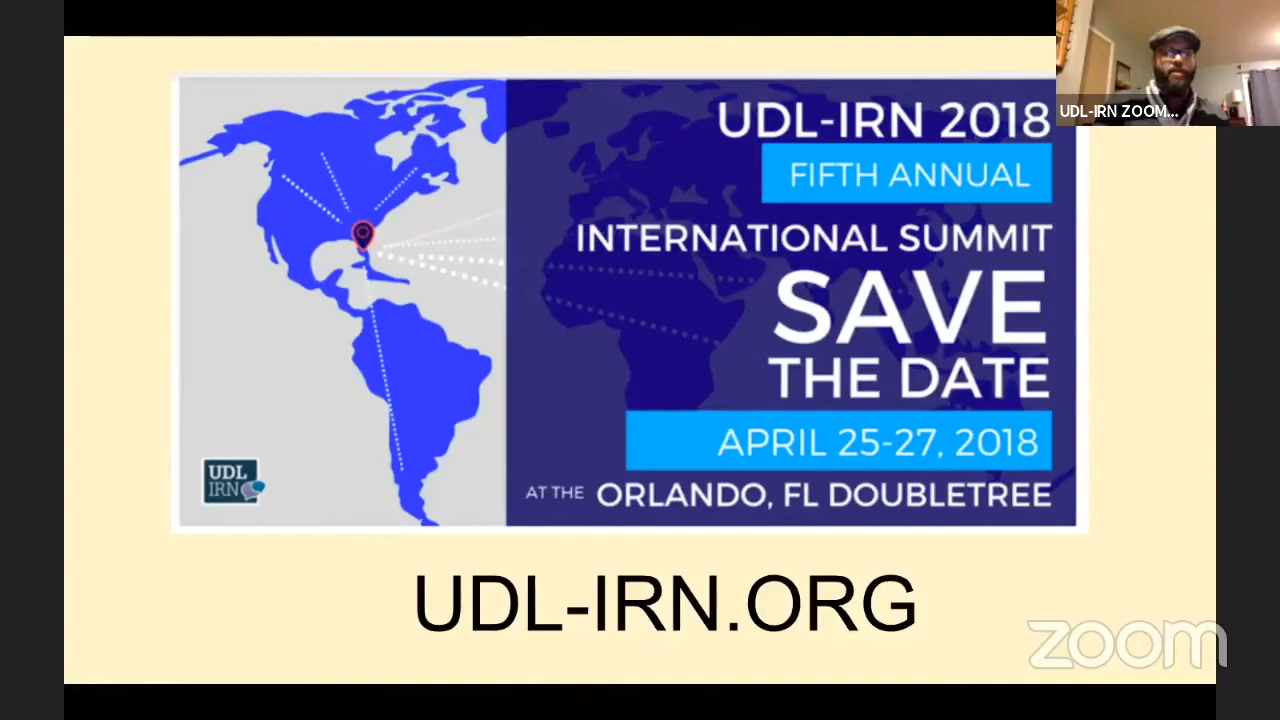 UDL-IRN 2018
FIFTH ANNUAL
INTERNATIONAL SUMMIT
SAVE
THE DATE
APRIL 25-27, 2018
AT THE ORLANDO, FL DOUBLETREE
UDL
IRN
UDL-IRN.ORG
UDL-IRN ZOOM...
zoom